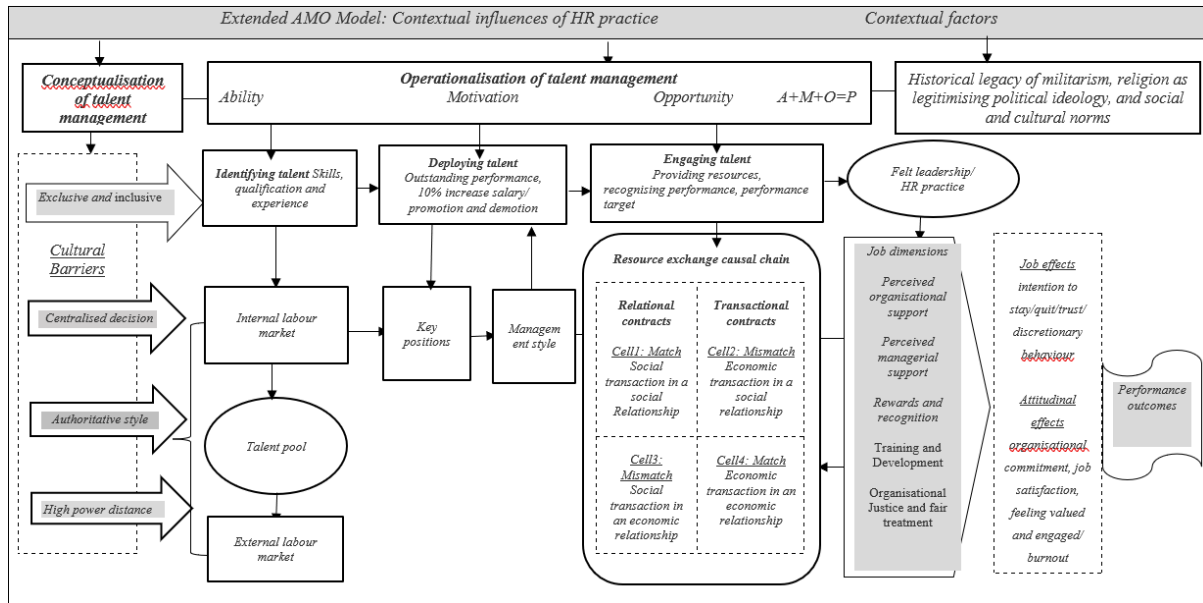 Extended AMO Model: Contextual influences of HR practice
Contextual factors
Conceptualisation
of talent
management
Operationalisation of talent management
Ability
Motivation
Opportunity
A+M+O=P
Historical legacy of militarism, religion as
legitimising political ideology, and social
and cultural norms
Exclusive and inclusive
Identifying talent Skills,
qualification and
experience
Deploying talent
Outstanding performance,
10% increase salary/
promotion and demotion
Engaging talent
Providing resources,
recognising performance, performance
target
Felt leadership/
HR practice
Cultural
Barriers
Centralised decision
Authoritative style
High power distance
Internal labour
market
Talent pool
External labour
market
Key
positions
Managem
ent style
Resource exchange causal chain
Relational
contracts
Cell1: Match
Social
transaction in a
social
Relationship
Transactional
contracts
Cell2: Mismatch
Economic
transaction in a
social
relationship
Cell3:
Mismatch
Social
transaction in
an economic
relationship
Cell4: Match
Economic
transaction in an
economic
relationship
Job dimensions
Perceived
organisational
support
Perceived
managerial
support
Rewards and
recognition
Training and
Development
Organisational
Justice and fair
treatment
Job effects
intention to
stay/quit/trust/
discretionary
behaviour
Attitudinal
effects
organisational
commitment, job
satisfaction,
feeling valued
and engaged/
burnout
Performance
outcomes